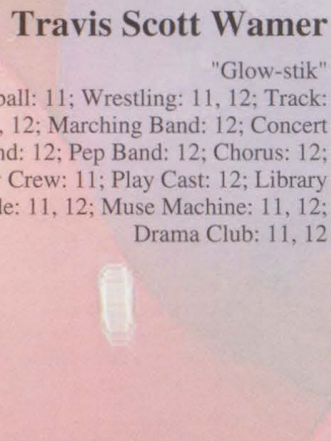 Travis Scott Wamer
"Glow-stik"
ball: 11; Wrestling: 11, 12; Track:
, 12; Marching Band: 12; Concert
nd: 12; Pep Band: 12; Chorus: 12;
Crew: 11; Play Cast: 12; Library
le: 11, 12; Muse Machine: 11, 12;
Drama Club: 11, 12